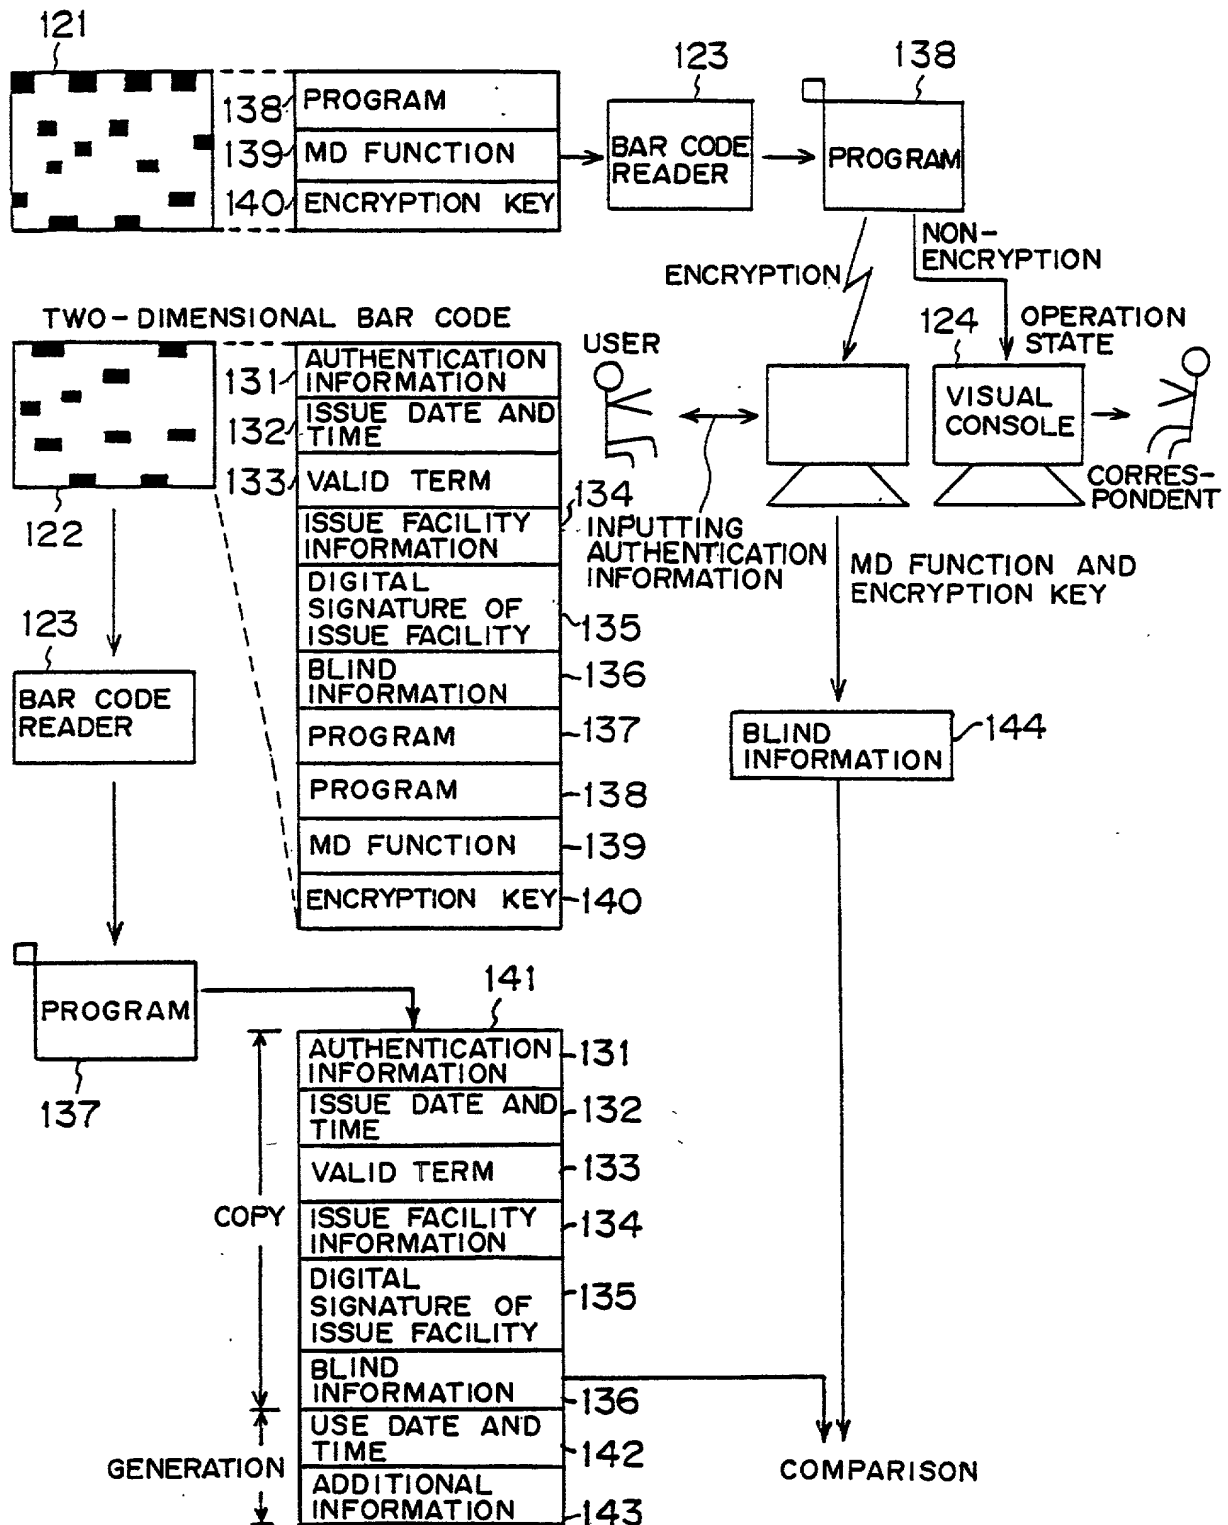 121
138 PROGRAM
139 MD FUNCTION
140 ENCRYPTION KEY
123
BAR CODE
READER
138
PROGRAM
NON-
ENCRYPTION
ENCRYPTION
TWO-DIMENSIONAL BAR CODE
122
131 AUTHENTICATION
INFORMATION
132 ISSUE DATE AND
TIME
133 VALID TERM
ISSUE FACILITY
INFORMATION
134
DIGITAL
SIGNATURE OF
ISSUE FACILITY
135
BLIND
INFORMATION
136
PROGRAM 137
PROGRAM 138
MD FUNCTION 139
ENCRYPTION KEY 140
USER
124
OPERATION
STATE
VISUAL
CONSOLE
CORRES-
PONDENT
INPUTTING
AUTHENTICATION
INFORMATION
MD FUNCTION AND
ENCRYPTION KEY
BLIND
INFORMATION
144
123
BAR CODE
READER
PROGRAM
137
141
AUTHENTICATION
INFORMATION
131
ISSUE DATE AND
TIME
132
VALID TERM 133
COPY
ISSUE FACILITY
INFORMATION
134
DIGITAL
SIGNATURE OF
ISSUE FACILITY
135
BLIND
INFORMATION
136
GENERATION
USE DATE AND
TIME
142
ADDITIONAL
INFORMATION
143
COMPARISON